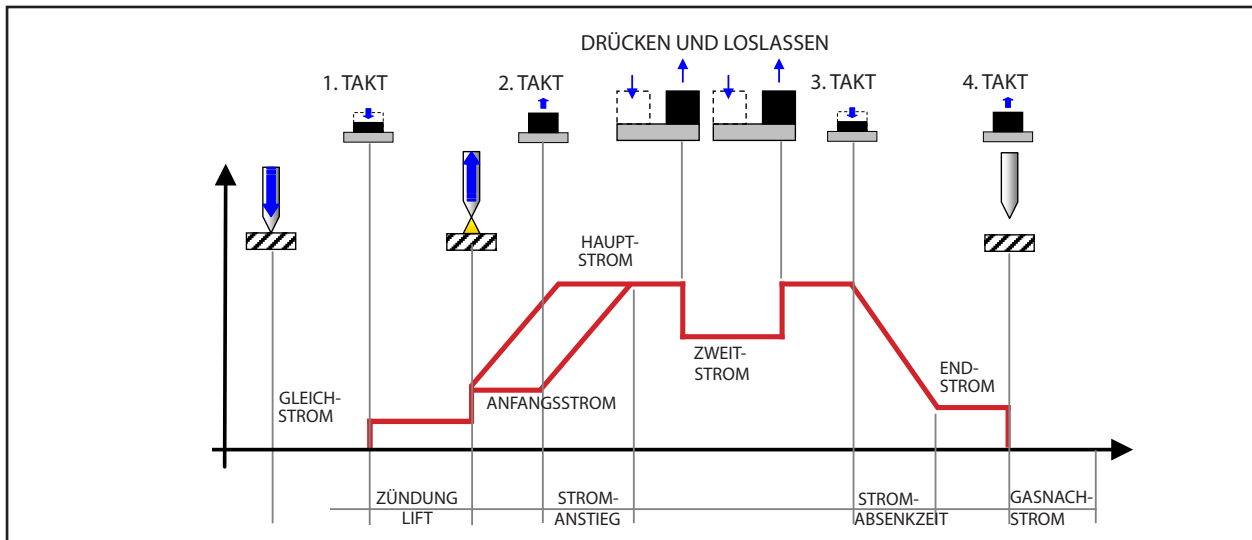 DRÜCKEN UND LOSLASSEN
1. TAKT
2. TAKT
3. TAKT
4. TAKT
HAUPT-
STROM
ZWEIT-
STROM
END-
STROM
GLEICH-
STROM
ANFANGSSTROM
ZÜNDUNG
LIFT
STROM-
ANSTIEG
STROM-
ABSENKZEIT
GASNACH-
STROM